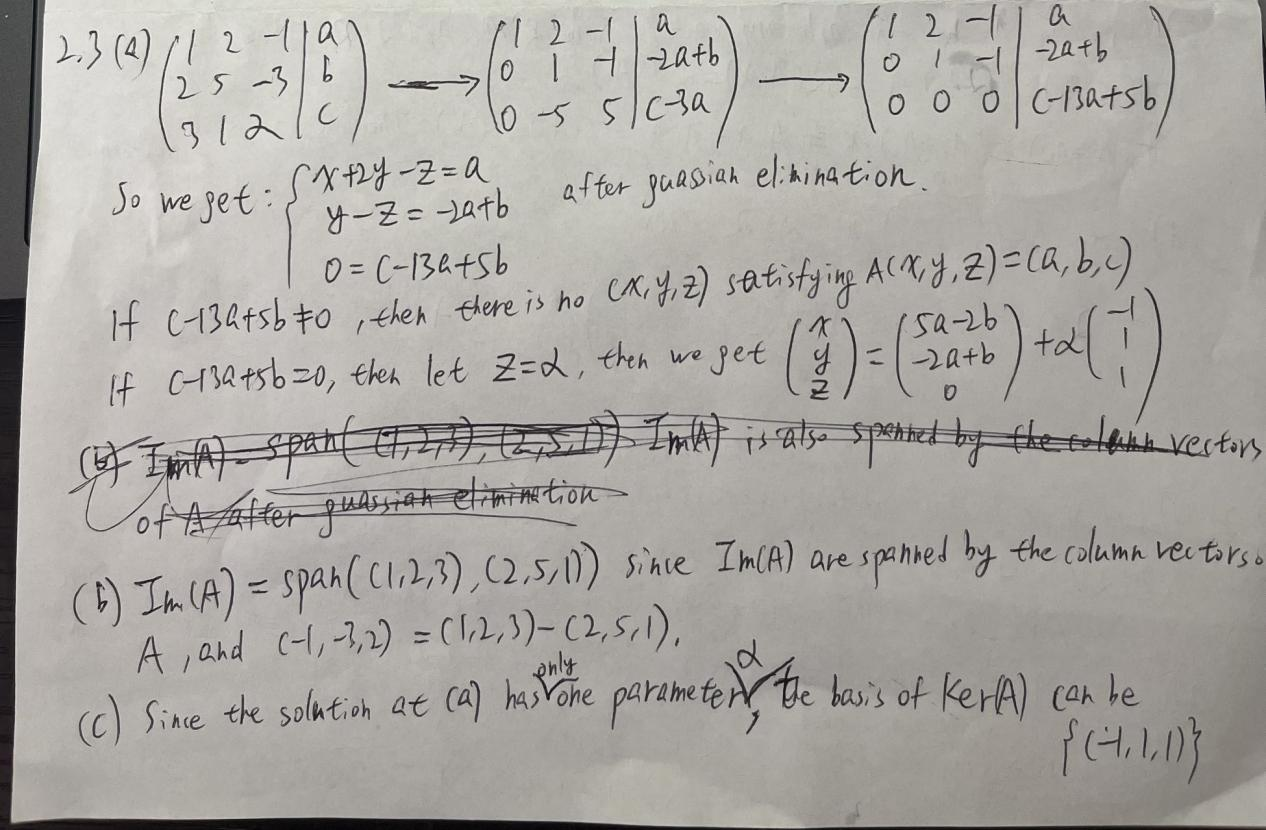 2.3 (a) (1 2 -1 | a) → (1 2 -1 | a) → (1 2 -1 | a)
(2 5 -3 | b) (0 1 -1 | -2a+b) (0 1 -1 | -2a+b)
(3 1 2 | c) (0 -5 5 | c-3a) (0 0 0 | c-13a+5b)
So we get: { x+2y-z=a after guassian elimination.
y-z=-2a+b
0=c-13a+5b
If c-13a+5b≠0, then there is no (x,y,z) satisfying A(x,y,z)=(a,b,c)
If c-13a+5b=0, then let z=α, then we get (x y z) = (5a-2b -2a+b 0) + α(-1 1 1)
(b) Im(A) = span( (1,2,3), (2,5,1)). Im(A) is also spanned by the column vectors
of A after guassian elimination
(b) Im(A) = span((1,2,3),(2,5,1)) since Im(A) are spanned by the column vectors o
A, and (-1,-3,2) = (1,2,3)-(2,5,1).
(c) Since the solution at (a) has only one parameter α, the basis of Ker(A) can be
{(-1,1,1)}